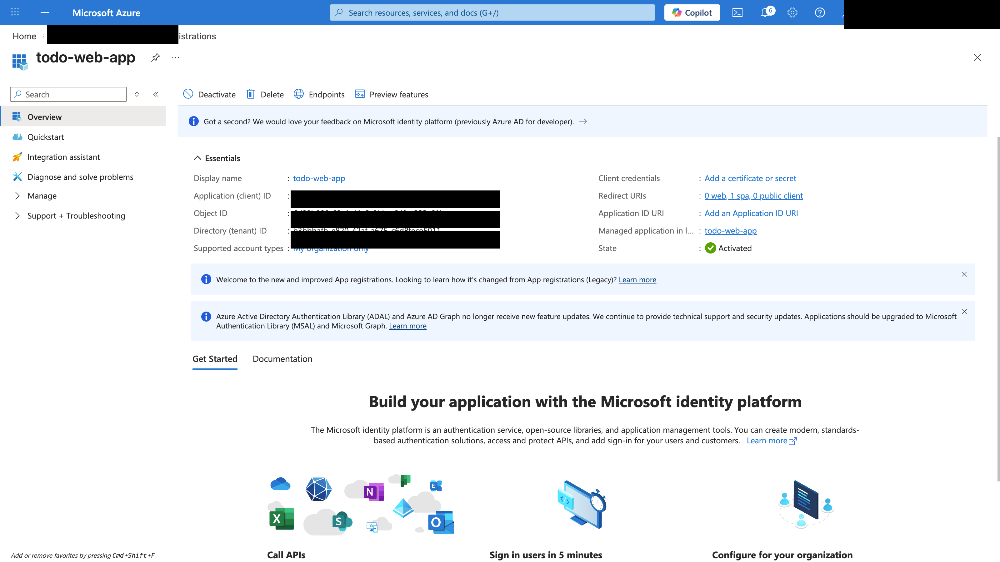 Microsoft Azure
Search resources, services, and docs (G+/)
Copilot
6
Home
istrations
todo-web-app
Search
Deactivate
Delete
Endpoints
Preview features
Overview
Quickstart
Integration assistant
Diagnose and solve problems
Manage
Support + Troubleshooting
Got a second? We would love your feedback on Microsoft identity platform (previously Azure AD for developer).
Essentials
Display name : todo-web-app
Application (client) ID :
Object ID :
Directory (tenant) ID :
Supported account types : My organization only
Client credentials : Add a certificate or secret
Redirect URIs : 0 web, 1 spa, 0 public client
Application ID URI : Add an Application ID URI
Managed application in l... : todo-web-app
State : Activated
Welcome to the new and improved App registrations. Looking to learn how it's changed from App registrations (Legacy)? Learn more
Azure Active Directory Authentication Library (ADAL) and Azure AD Graph no longer receive new feature updates. We continue to provide technical support and security updates. Applications should be upgraded to Microsoft
Authentication Library (MSAL) and Microsoft Graph. Learn more
Get Started
Documentation
Build your application with the Microsoft identity platform
The Microsoft identity platform is an authentication service, open-source libraries, and application management tools. You can create modern, standards-
based authentication solutions, access and protect APIs, and add sign-in for your users and customers. Learn more
N
E
X
S
O
Call APIs
Sign in users in 5 minutes
Configure for your organization
Add or remove favorites by pressing Cmd+Shift+F